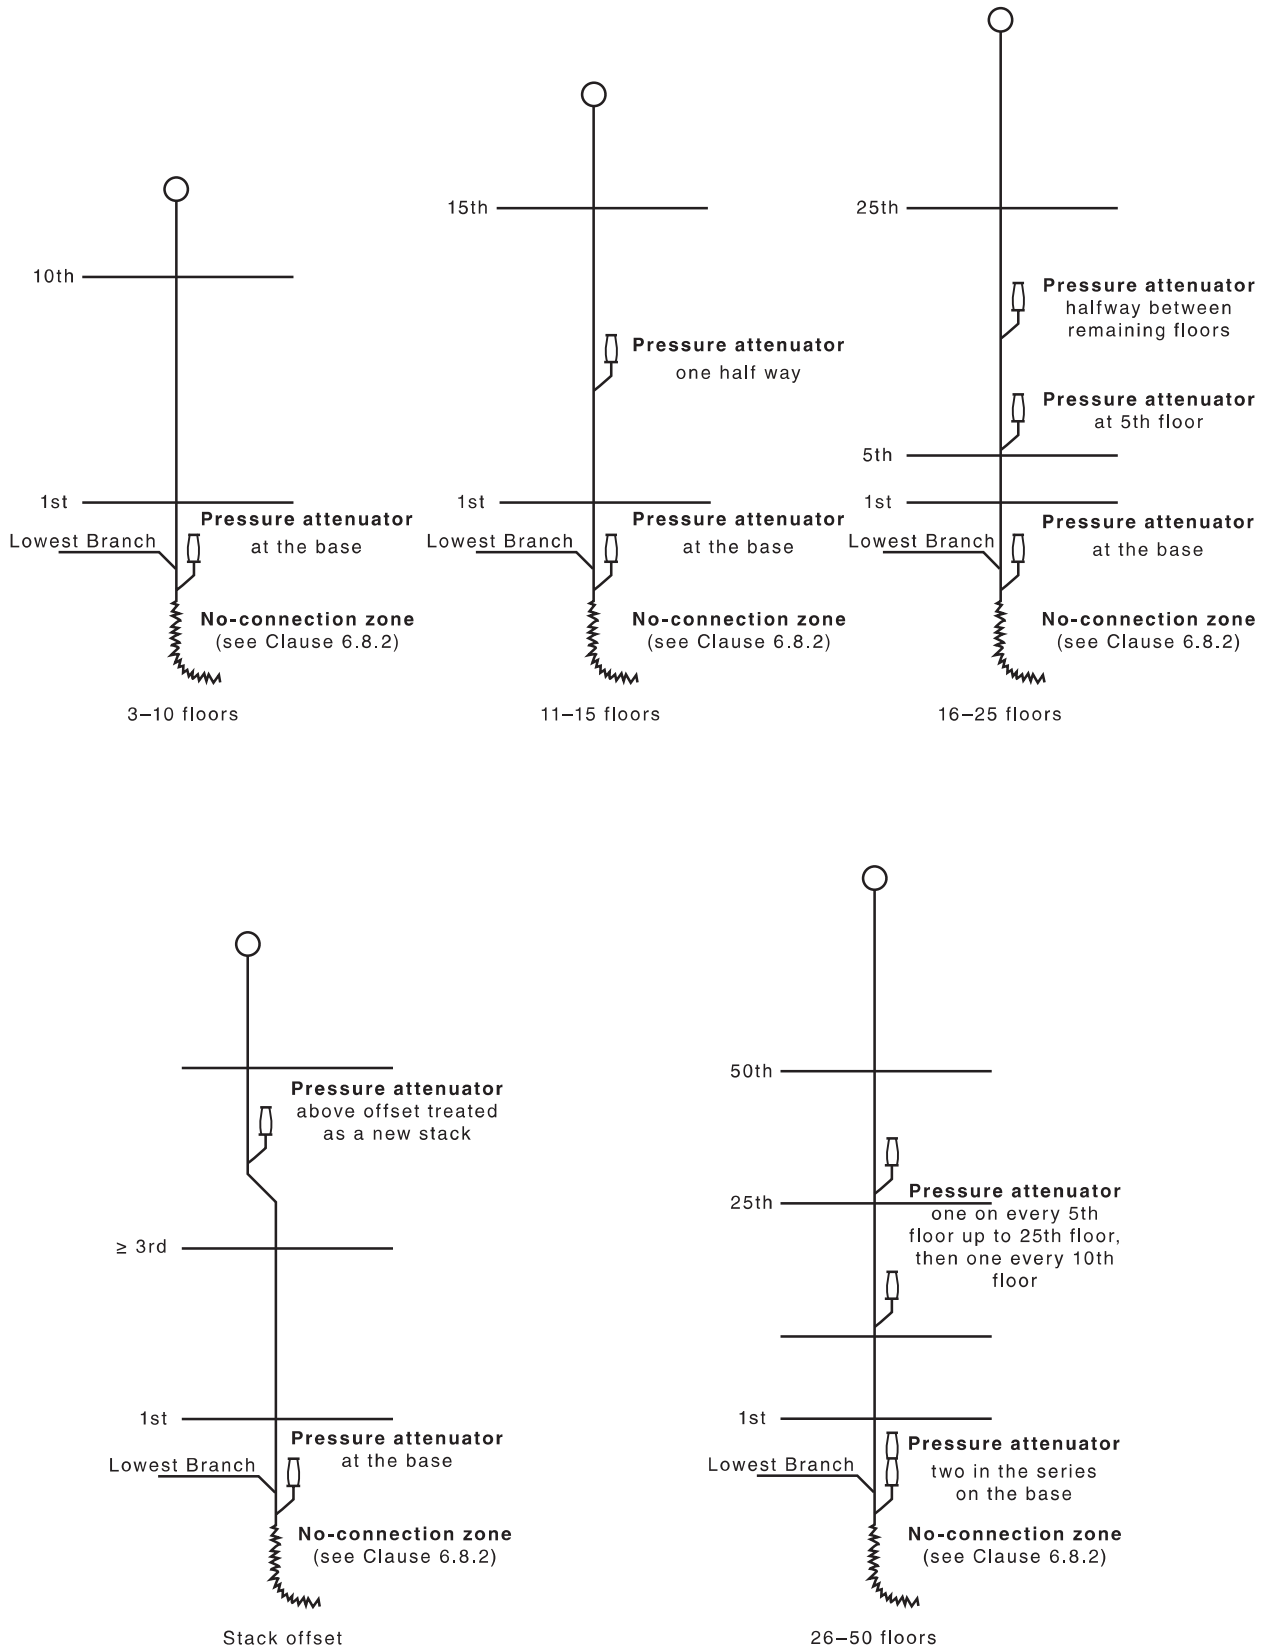 10th
1st
Lowest Branch
Pressure attenuator
at the base
No-connection zone
(see Clause 6.8.2)
3–10 floors
15th
Pressure attenuator
one half way
1st
Lowest Branch
Pressure attenuator
at the base
No-connection zone
(see Clause 6.8.2)
11–15 floors
25th
Pressure attenuator
halfway between
remaining floors
Pressure attenuator
at 5th floor
5th
1st
Lowest Branch
Pressure attenuator
at the base
No-connection zone
(see Clause 6.8.2)
16–25 floors
Pressure attenuator
above offset treated
as a new stack
≥ 3rd
1st
Lowest Branch
Pressure attenuator
at the base
No-connection zone
(see Clause 6.8.2)
Stack offset
50th
25th
Pressure attenuator
one on every 5th
floor up to 25th floor,
then one every 10th
floor
1st
Lowest Branch
Pressure attenuator
two in the series
on the base
No-connection zone
(see Clause 6.8.2)
26–50 floors